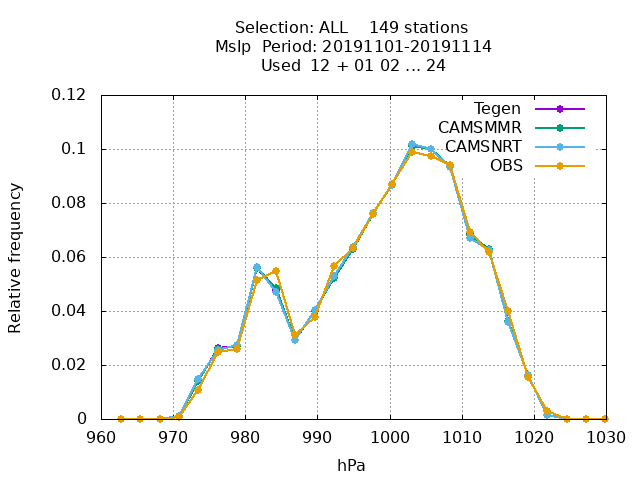 Selection: ALL    149 stations
Mslp  Period: 20191101-20191114
Used  12 + 01 02 ... 24
0.12
0.1
0.08
0.06
0.04
0.02
0
Relative frequency
Tegen
CAMSMMR
CAMSNRT
OBS
960 970 980 990 1000 1010 1020 1030
hPa